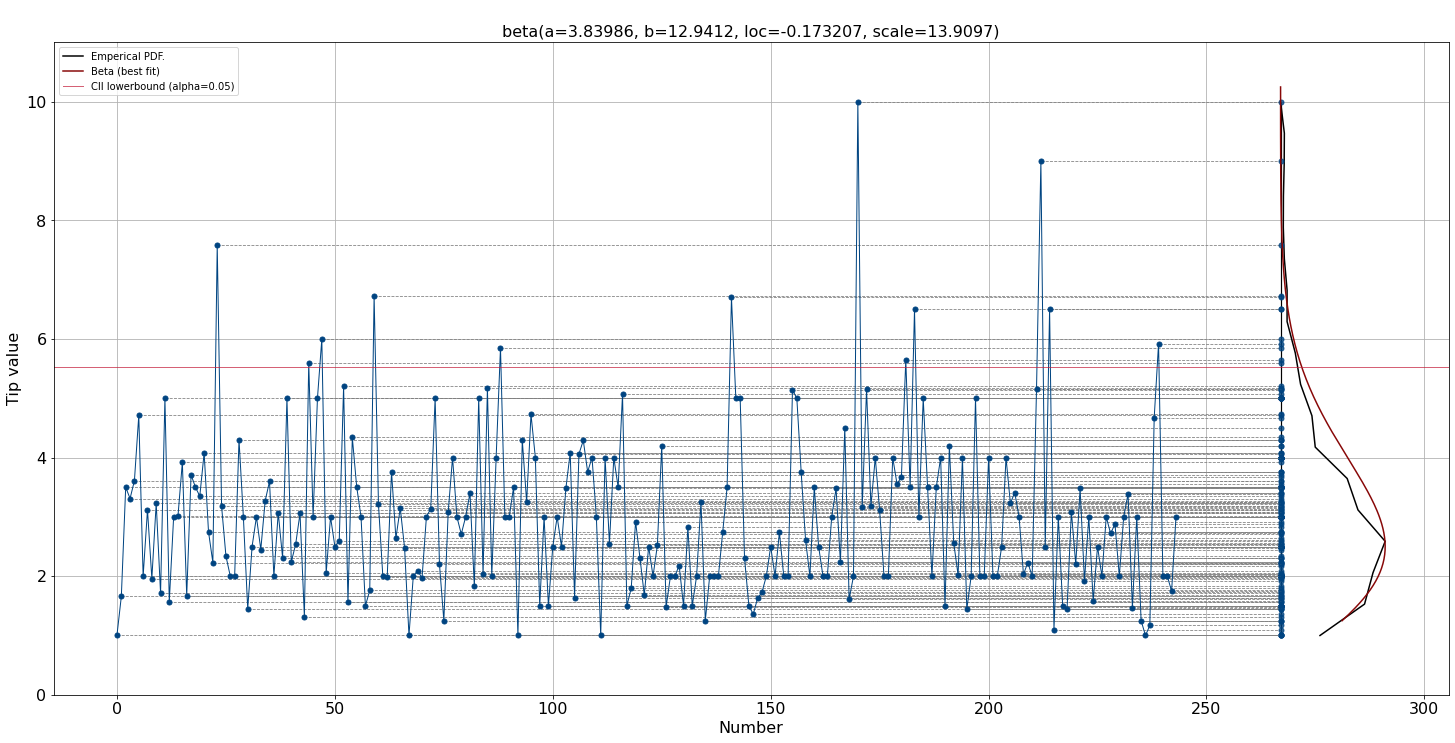 beta(a=3.83986, b=12.9412, loc=-0.173207, scale=13.9097)
Emperical PDF.
Beta (best fit)
CII lowerbound (alpha=0.05)
10
8
6
4
2
0
Tip value
0 50 100 150 200 250 300
Number